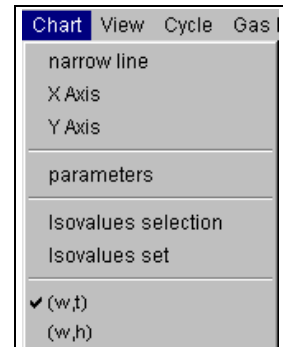 Chart View Cycle Gas
narrow line
X Axis
Y Axis
parameters
Isovalues selection
Isovalues set
✔ (w,t)
(w,h)